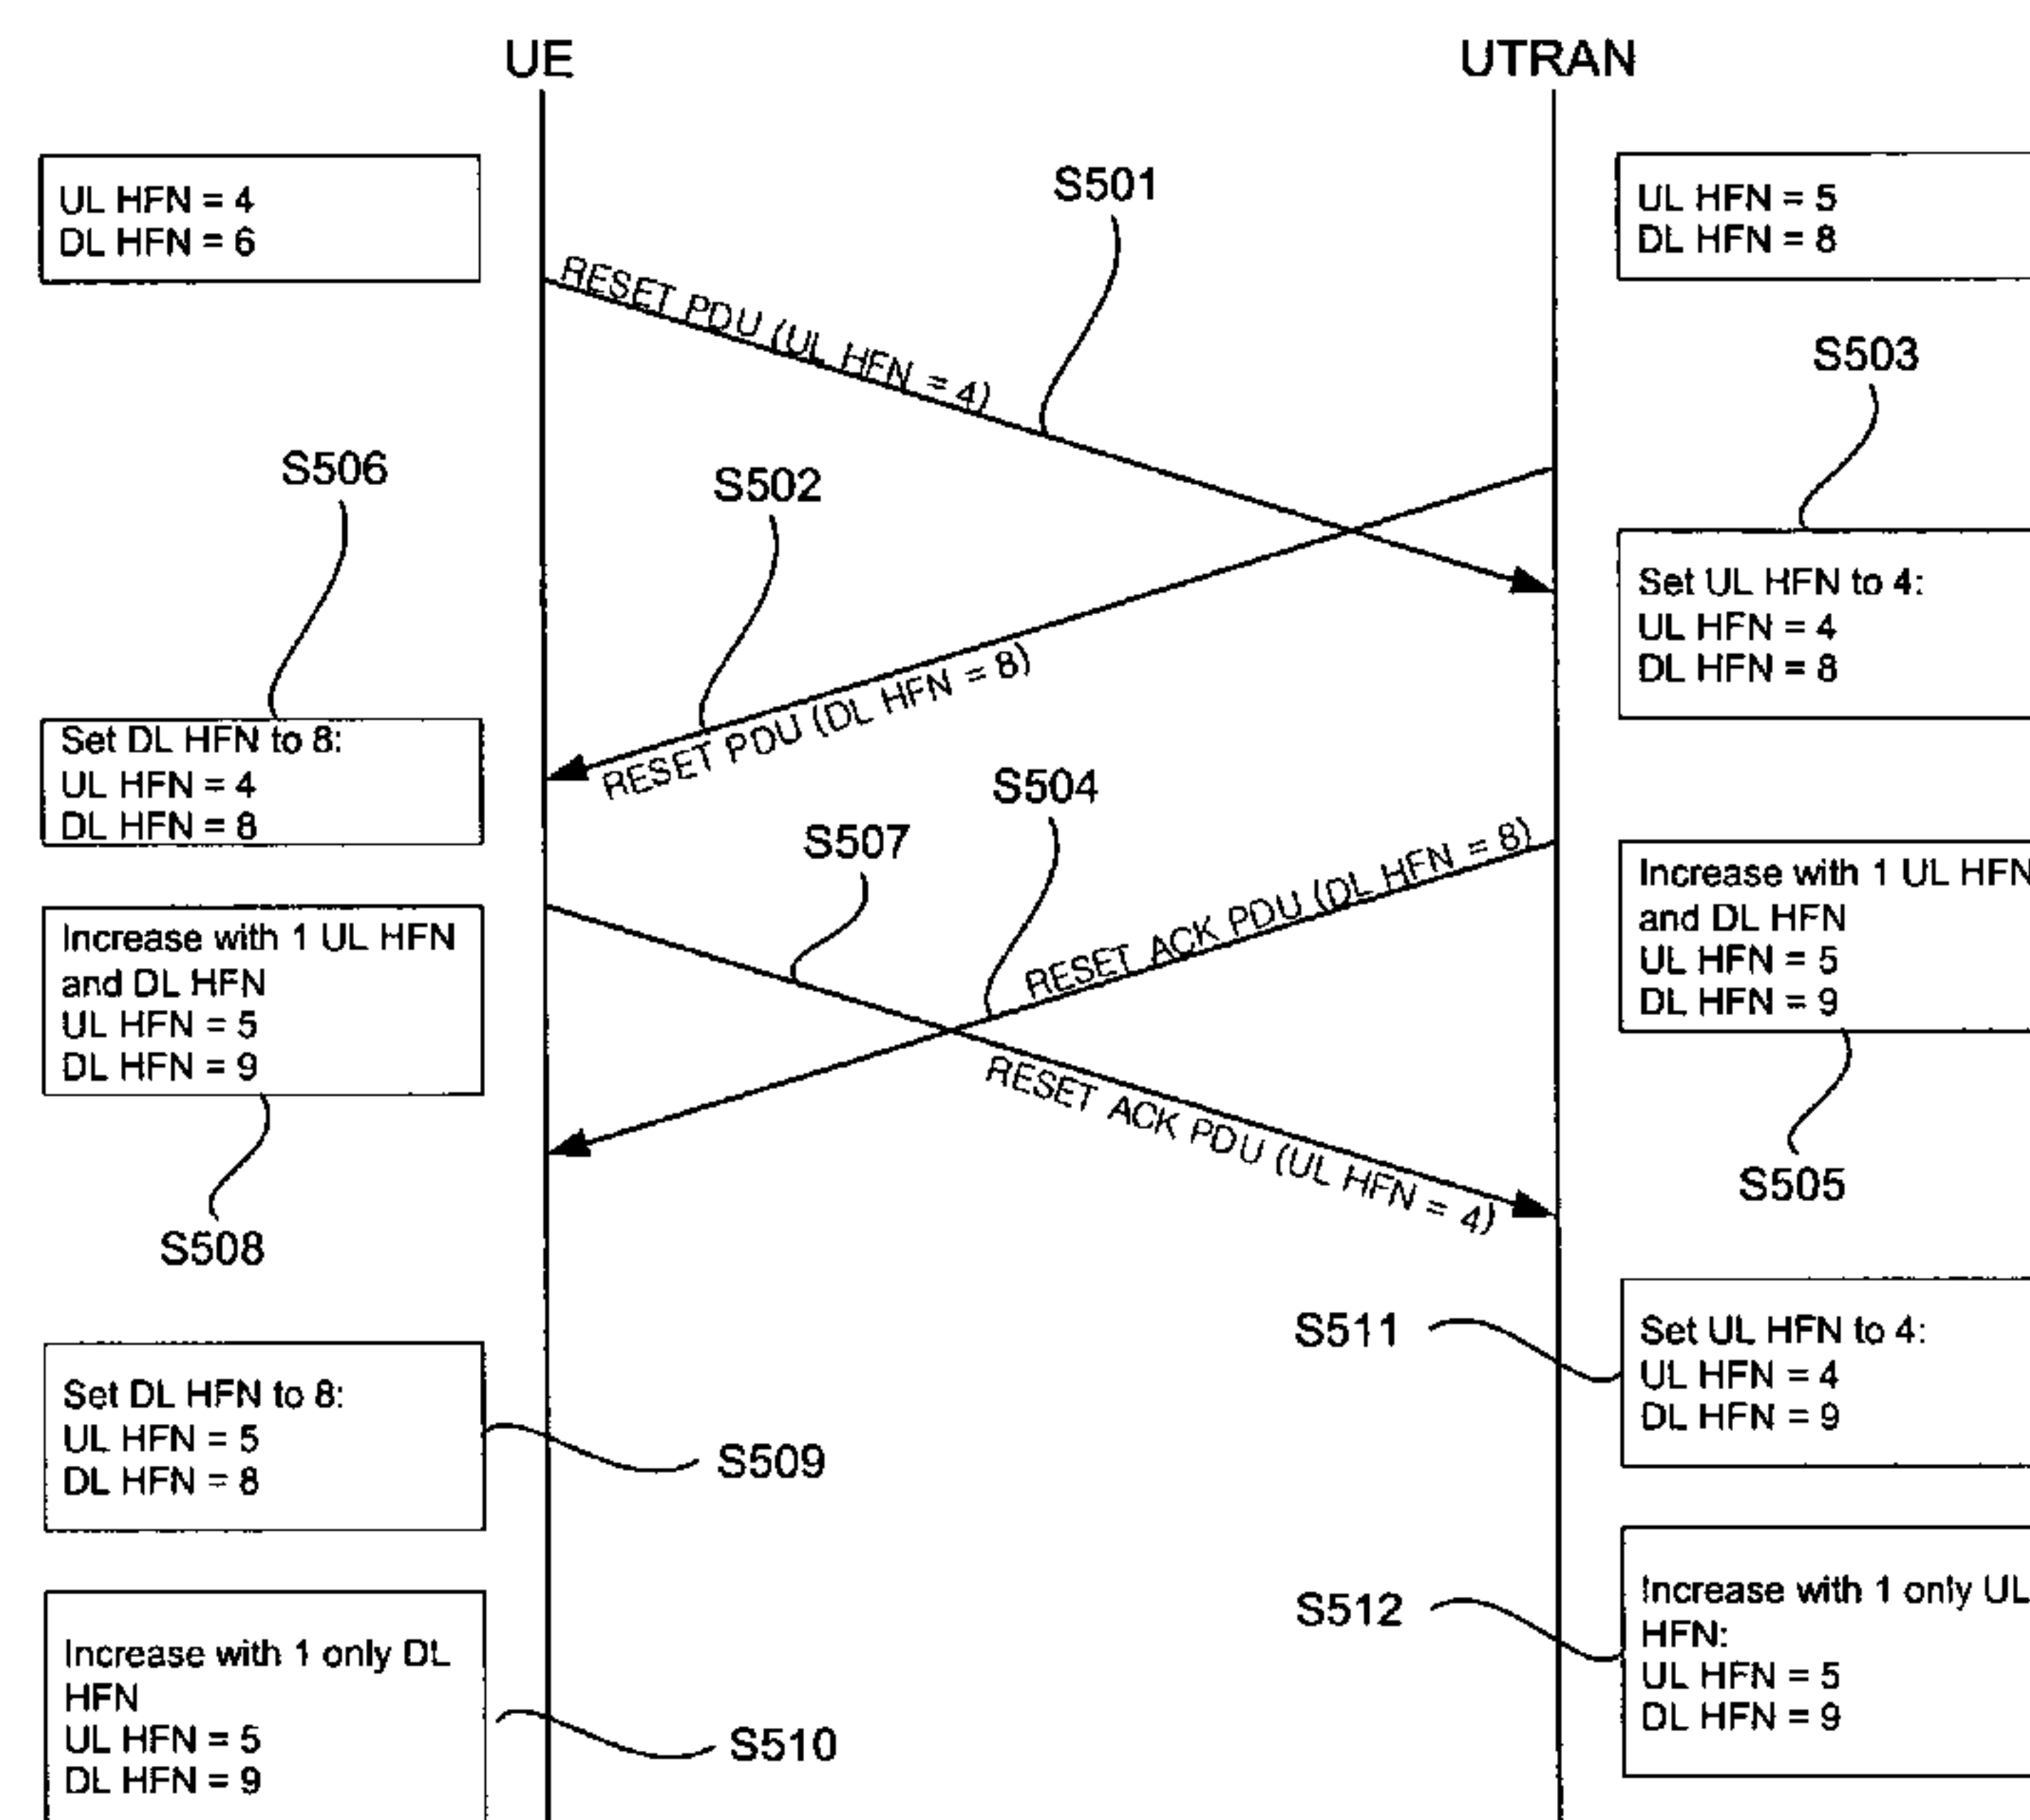 UE
UTRAN
UL HFN = 4
DL HFN = 6
S501
UL HFN = 5
DL HFN = 8
RESET PDU (UL HFN = 4)
S503
S506
S502
Set UL HFN to 4:
UL HFN = 4
DL HFN = 8
RESET PDU (DL HFN = 8)
Set DL HFN to 8:
UL HFN = 4
DL HFN = 8
S504
S507
RESET ACK PDU (DL HFN = 8)
Increase with 1 UL HFN
and DL HFN
UL HFN = 5
DL HFN = 9
Increase with 1 UL HFN
and DL HFN
UL HFN = 5
DL HFN = 9
RESET ACK PDU (UL HFN = 4)
S505
S508
S511
Set UL HFN to 4:
UL HFN = 4
DL HFN = 9
Set DL HFN to 8:
UL HFN = 5
DL HFN = 8
S509
S512
Increase with 1 only UL
HFN:
UL HFN = 5
DL HFN = 9
Increase with 1 only DL
HFN
UL HFN = 5
DL HFN = 9
S510